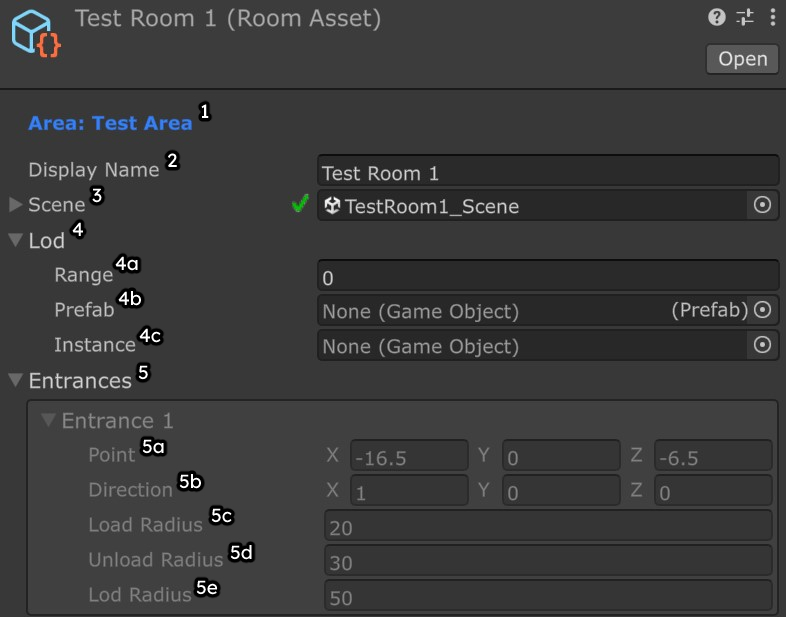 Test Room 1 (Room Asset)
Open
Area: Test Area 1
Display Name 2 Test Room 1
Scene 3 TestRoom1_Scene
Lod 4
Range 4a 0
Prefab 4b None (Game Object) (Prefab)
Instance 4c None (Game Object)
Entrances 5
Entrance 1
Point 5a X -16.5 Y 0 Z -6.5
Direction 5b X 1 Y 0 Z 0
Load Radius 5c 20
Unload Radius 5d 30
Lod Radius 5e 50